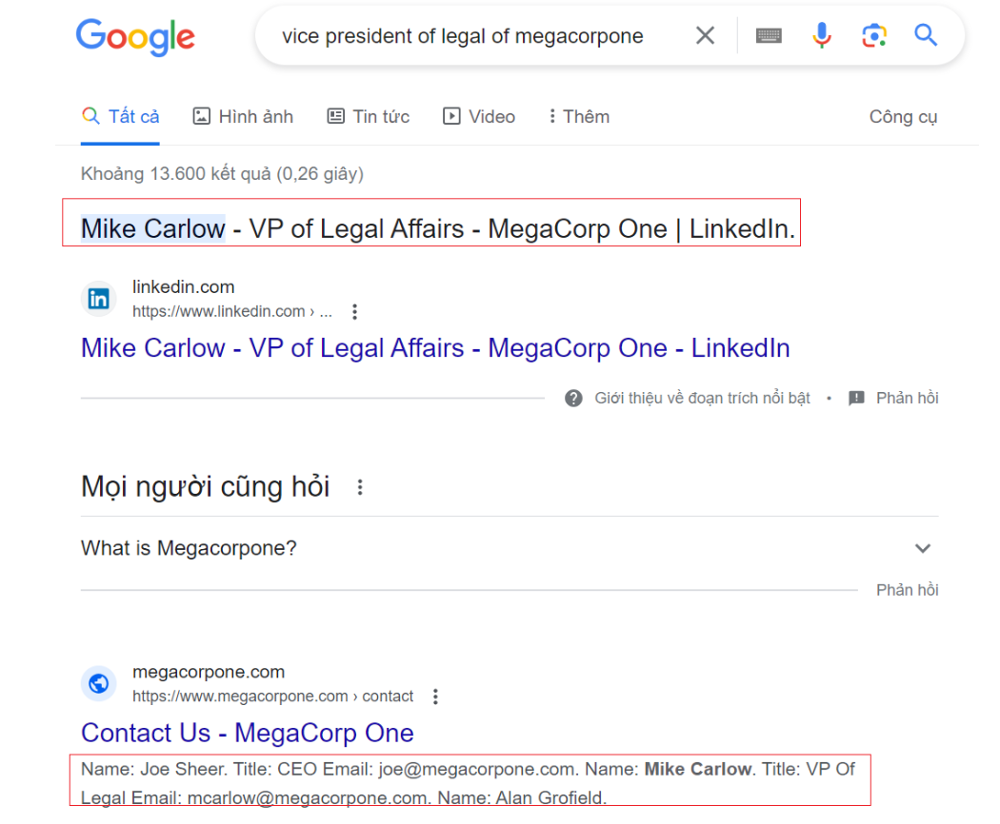 Google
vice president of legal of megacorpone
Tất cả Hình ảnh Tin tức Video Thêm Công cụ
Khoảng 13.600 kết quả (0,26 giây)
Mike Carlow - VP of Legal Affairs - MegaCorp One | LinkedIn.
in
linkedin.com
https://www.linkedin.com › ...
Mike Carlow - VP of Legal Affairs - MegaCorp One - LinkedIn
Giới thiệu về đoạn trích nổi bật • Phản hồi
Mọi người cũng hỏi
What is Megacorpone?
Phản hồi
megacorpone.com
https://www.megacorpone.com › contact
Contact Us - MegaCorp One
Name: Joe Sheer. Title: CEO Email: joe@megacorpone.com. Name: Mike Carlow. Title: VP Of
Legal Email: mcarlow@megacorpone.com. Name: Alan Grofield.